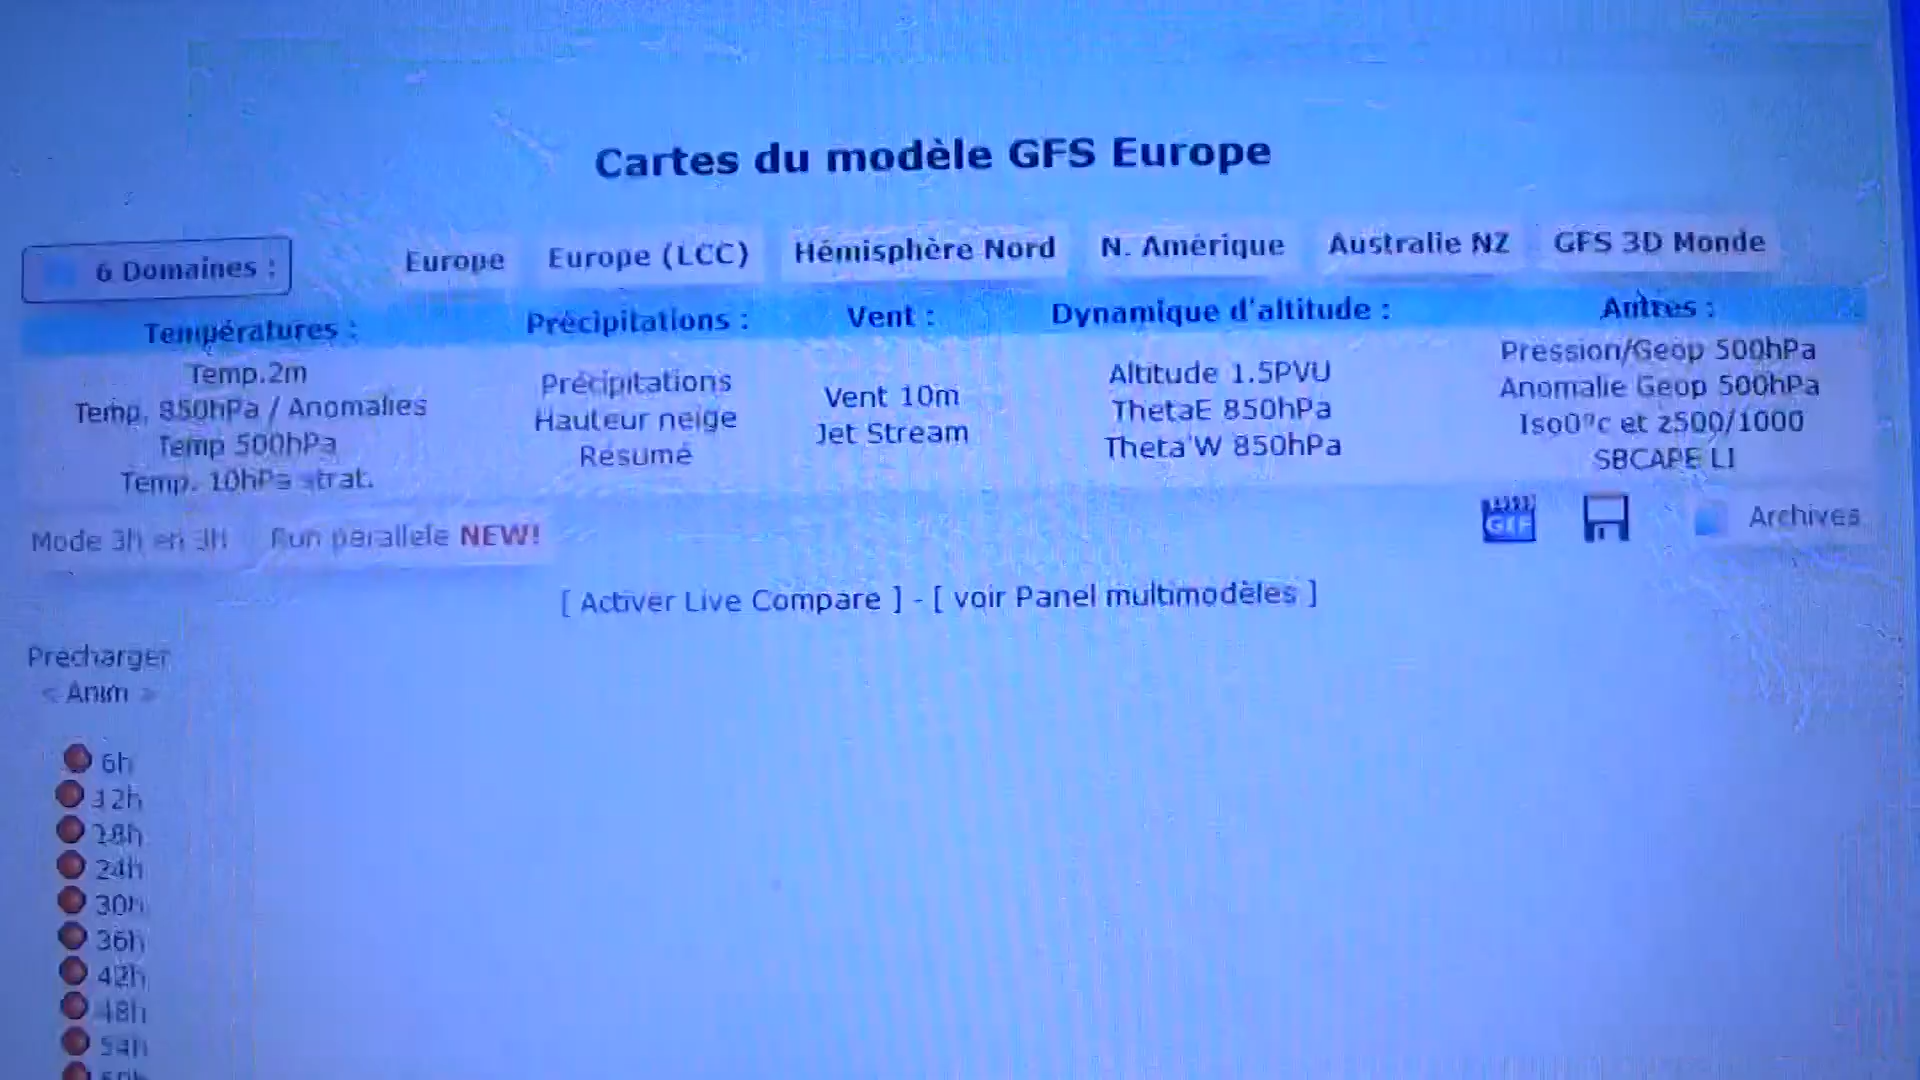 Cartes du modèle GFS Europe
6 Domaines :
Europe
Europe (LCC)
Hémisphère Nord
N. Amérique
Australie NZ
GFS 3D Monde
Températures :
Précipitations :
Vent :
Dynamique d'altitude :
Autres :
Temp.2m
Temp. 850hPa / Anomalies
Temp 500hPa
Temp. 10hPa strat.
Précipitations
Hauteur neige
Résumé
Vent 10m
Jet Stream
Altitude 1.5PVU
ThetaE 850hPa
Theta'W 850hPa
Pression/Geop 500hPa
Anomalie Geop 500hPa
Iso0°c et z500/1000
SBCAPE LI
Mode 3h en 3H
Run parallele NEW!
GIF
Archives
[ Activer Live Compare ] - [ voir Panel multimodèles ]
Precharger
< Anim >
6h
12h
18h
24h
30h
36h
42h
48h
54h